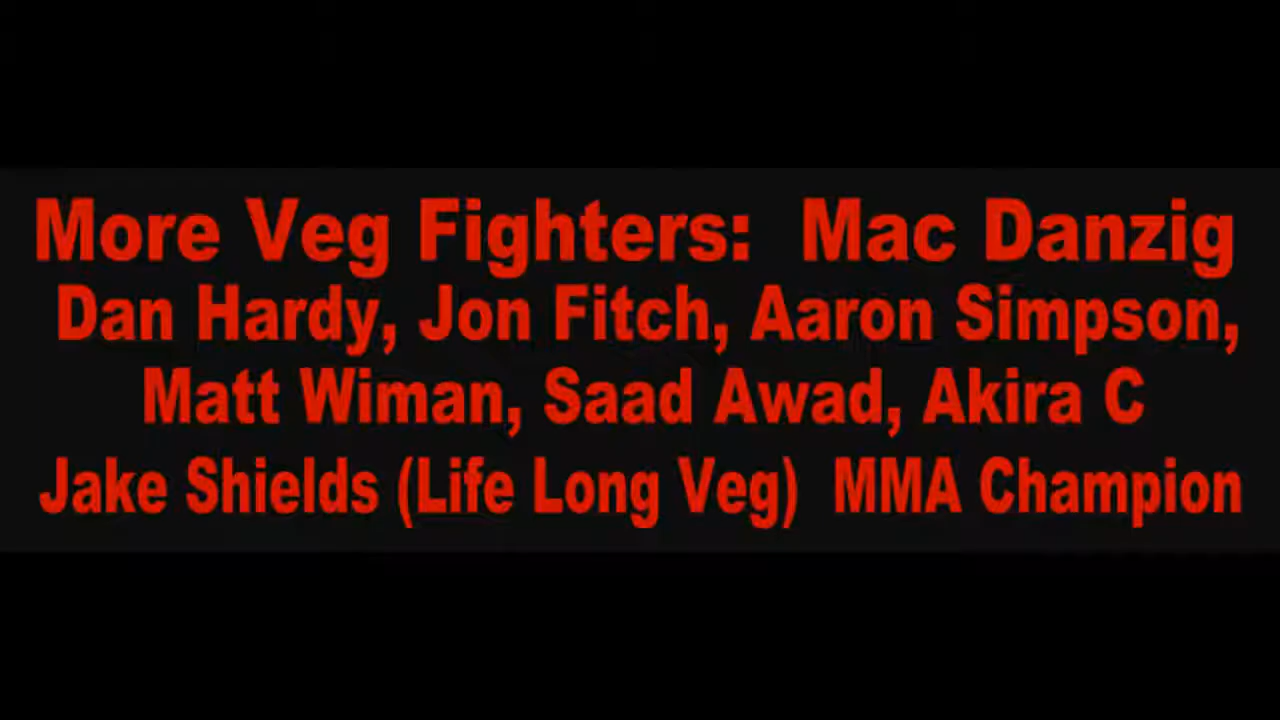 More Veg Fighters: Mac Danzig
Dan Hardy, Jon Fitch, Aaron Simpson,
Matt Wiman, Saad Awad, Akira C
Jake Shields (Life Long Veg) MMA Champion